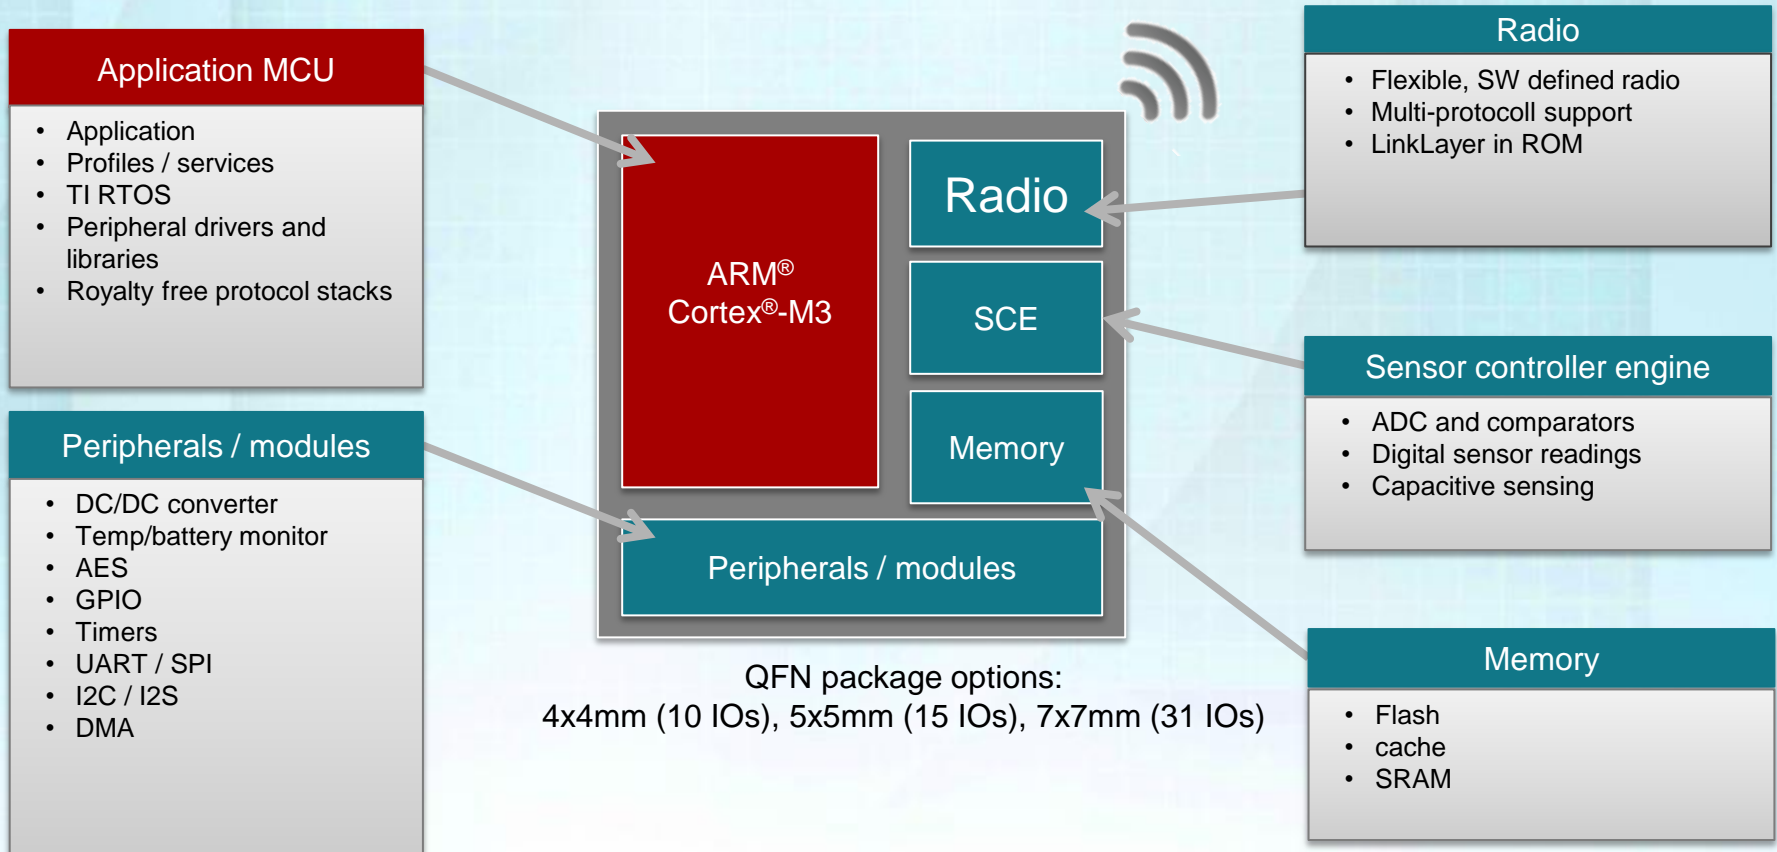 Application MCU
• Application
• Profiles / services
• TI RTOS
• Peripheral drivers and
libraries
• Royalty free protocol stacks
Peripherals / modules
• DC/DC converter
• Temp/battery monitor
• AES
• GPIO
• Timers
• UART / SPI
• I2C / I2S
• DMA
ARM®
Cortex®-M3
Radio
SCE
Memory
Peripherals / modules
QFN package options:
4x4mm (10 IOs), 5x5mm (15 IOs), 7x7mm (31 IOs)
Radio
• Flexible, SW defined radio
• Multi-protocoll support
• LinkLayer in ROM
Sensor controller engine
• ADC and comparators
• Digital sensor readings
• Capacitive sensing
Memory
• Flash
• cache
• SRAM